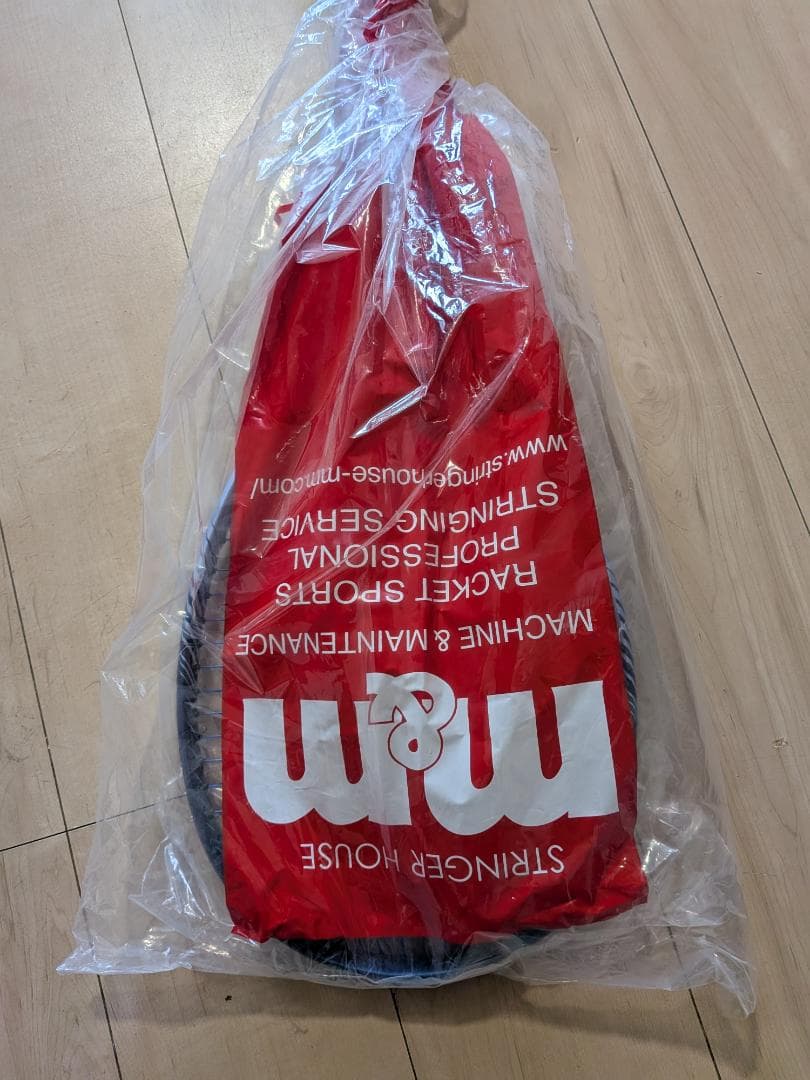 STRINGER HOUSE
m&m
MACHINE & MAINTENANCE
RACKET SPORTS
PROFESSIONAL
STRINGING SERVICE
www.stringerhouse-mm.com/